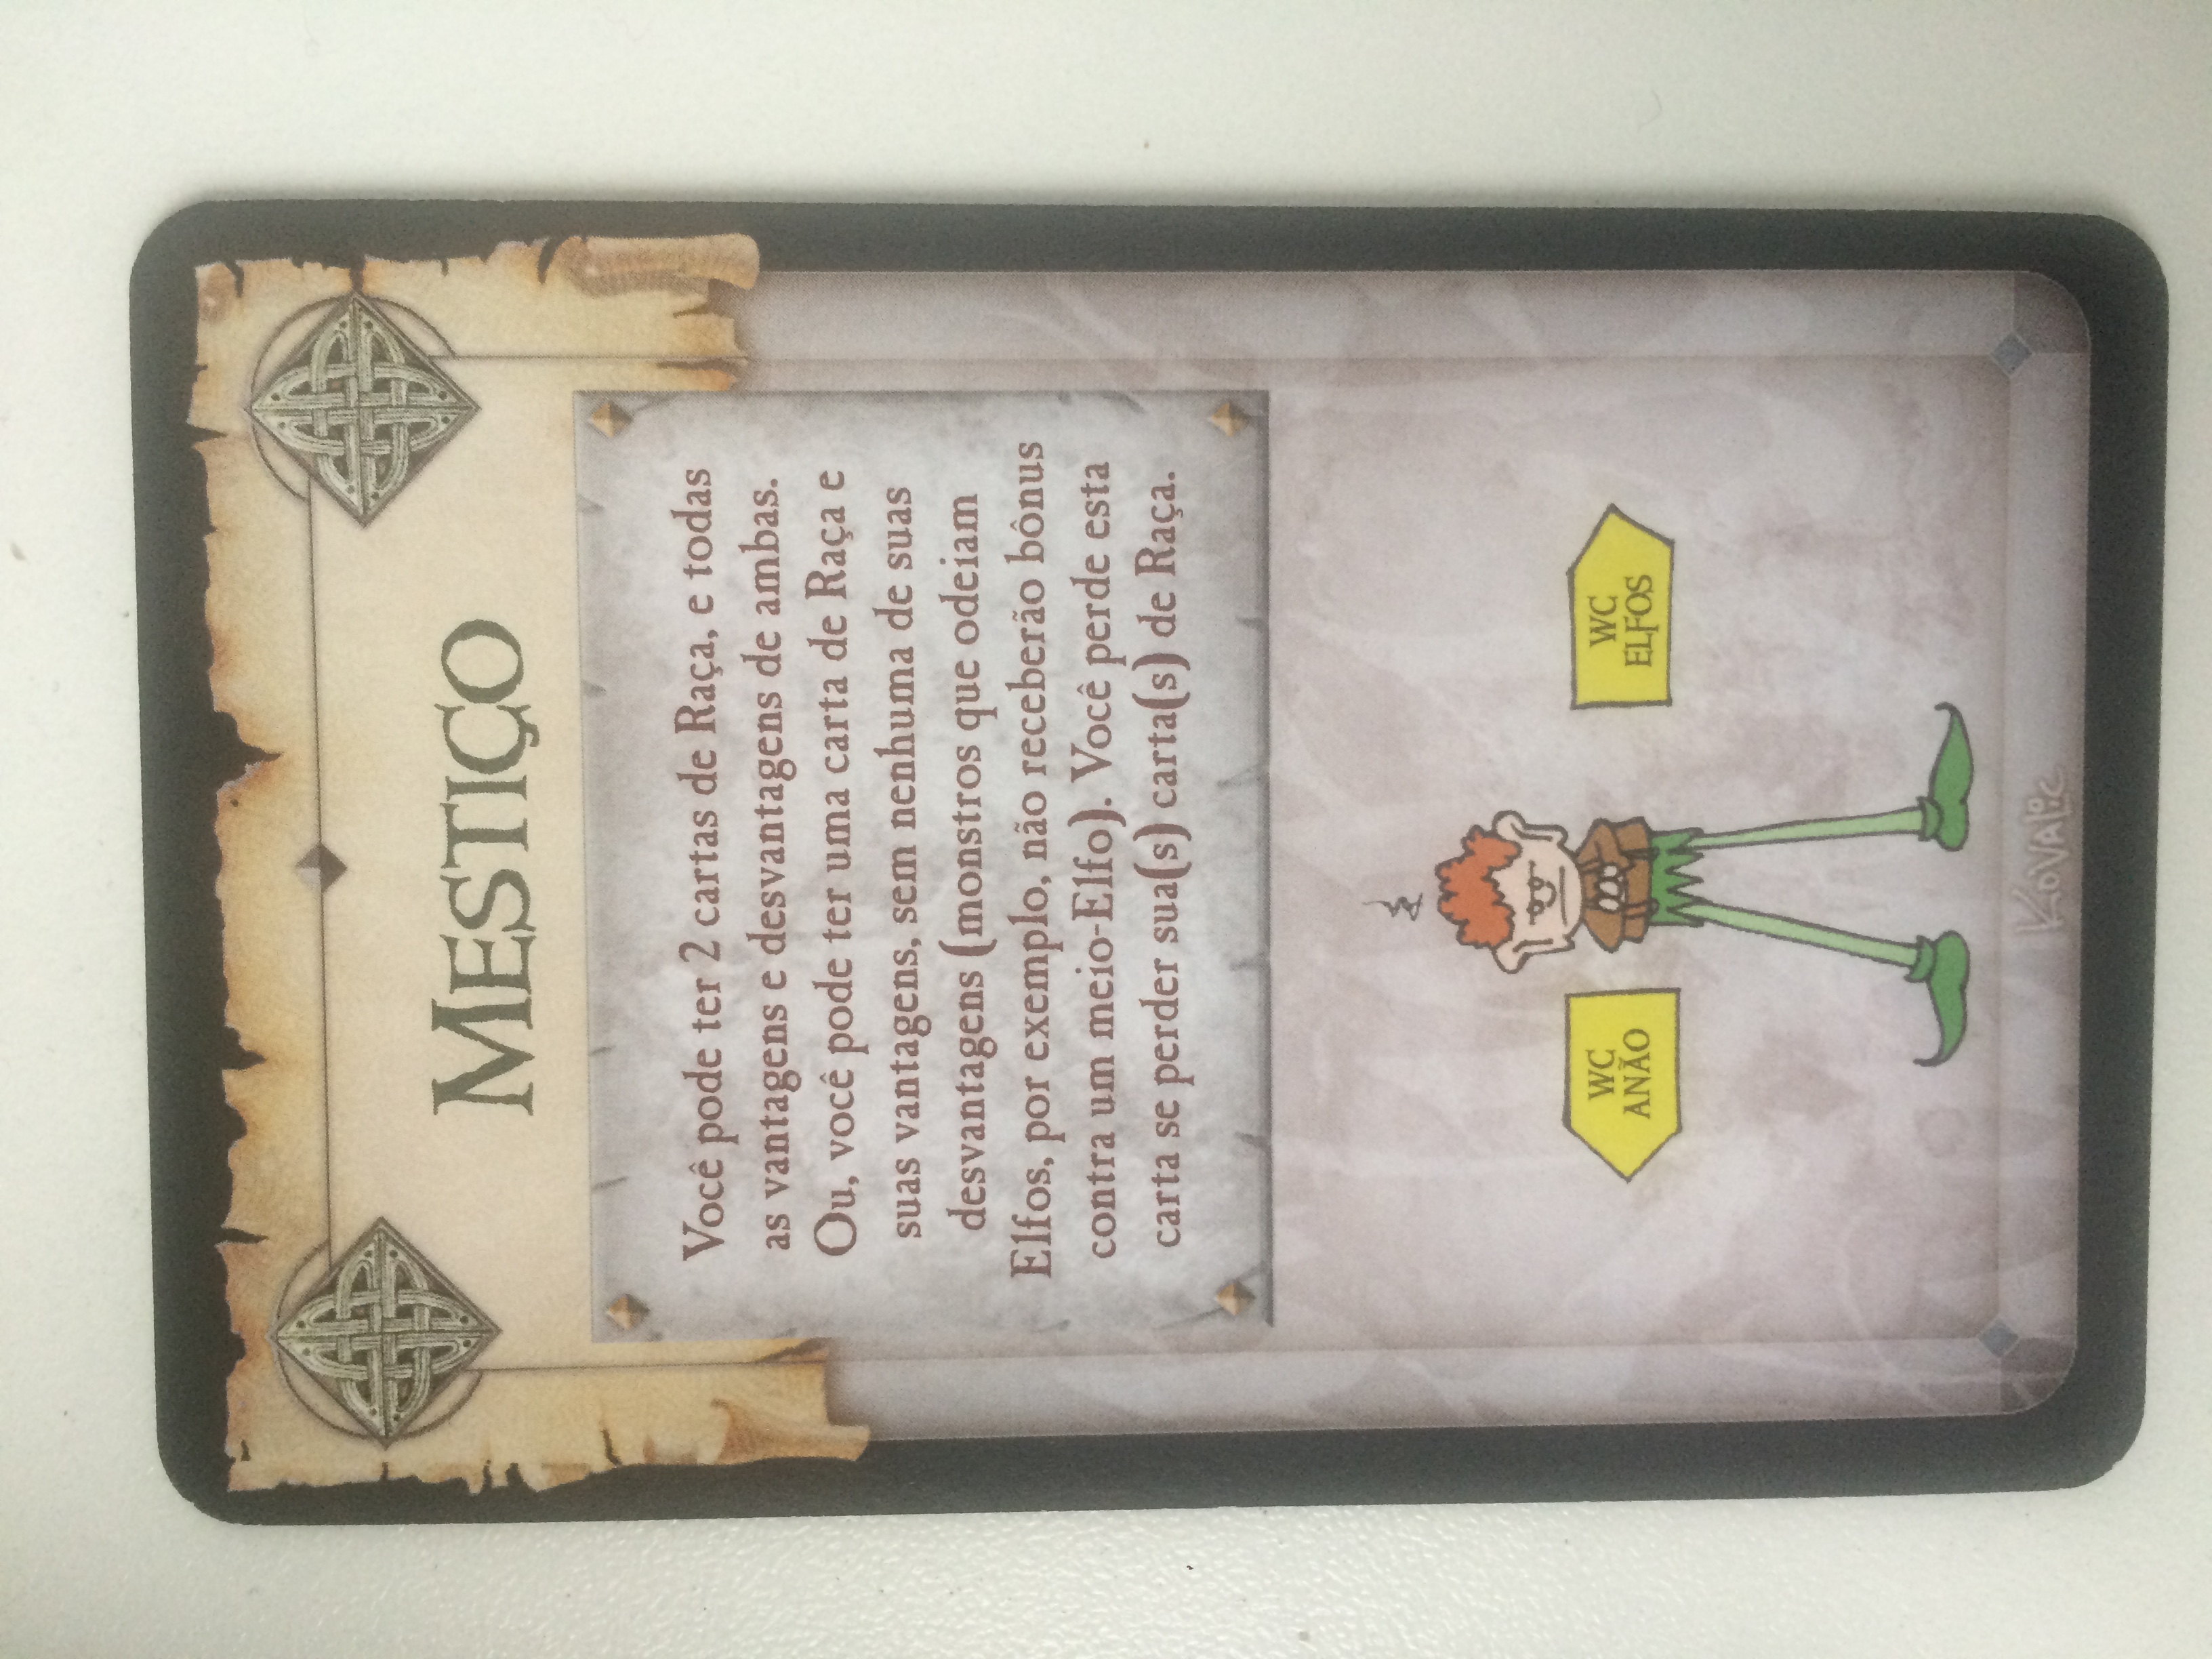 Mestiço
Você pode ter 2 cartas de Raça, e todas
as vantagens e desvantagens de ambas.
Ou, você pode ter uma carta de Raça e
suas vantagens, sem nenhuma de suas
desvantagens (monstros que odeiam
Elfos, por exemplo, não receberão bônus
contra um meio-Elfo). Você perde esta
carta se perder sua(s) carta(s) de Raça.
WC
ANÃO
WC
ELFOS
Kovalic